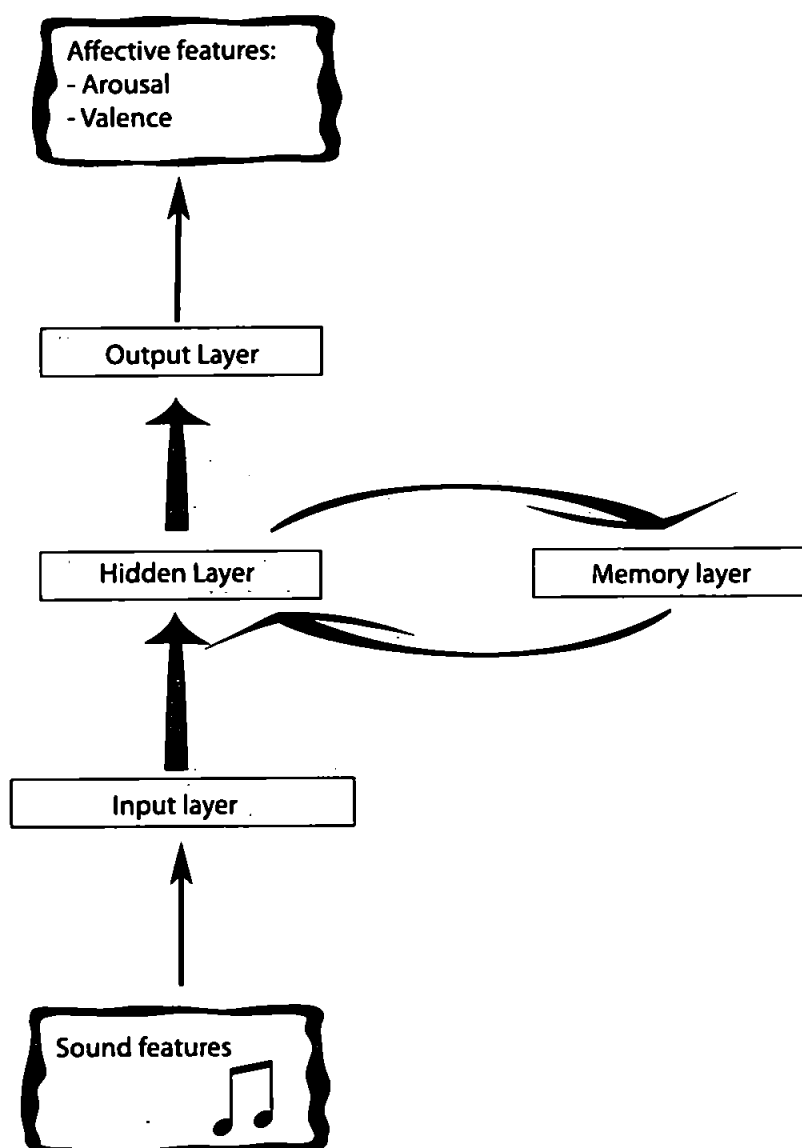 Affective features:
- Arousal
- Valence
Output Layer
Hidden Layer
Memory layer
Input layer
Sound features